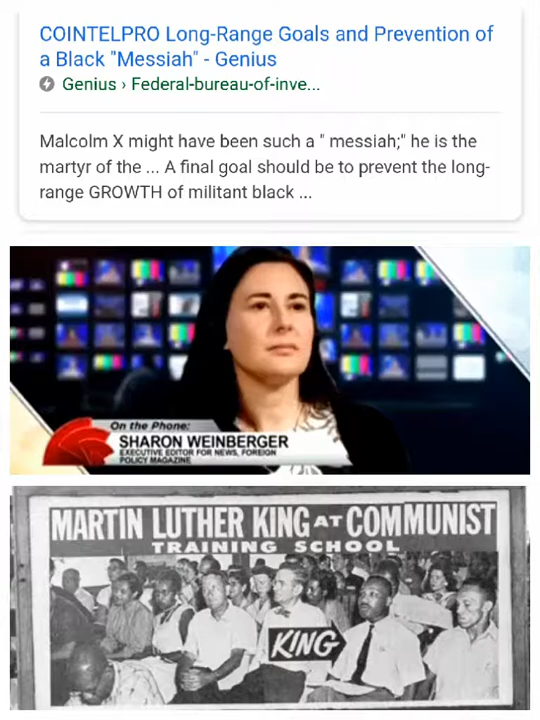 COINTELPRO Long-Range Goals and Prevention of
a Black "Messiah" - Genius
Genius › Federal-bureau-of-inve...
Malcolm X might have been such a " messiah;" he is the
martyr of the ... A final goal should be to prevent the long-
range GROWTH of militant black ...
On the Phone:
SHARON WEINBERGER
EXECUTIVE EDITOR FOR NEWS, FOREIGN
POLICY MAGAZINE
MARTIN LUTHER KING AT COMMUNIST
TRAINING SCHOOL
KING